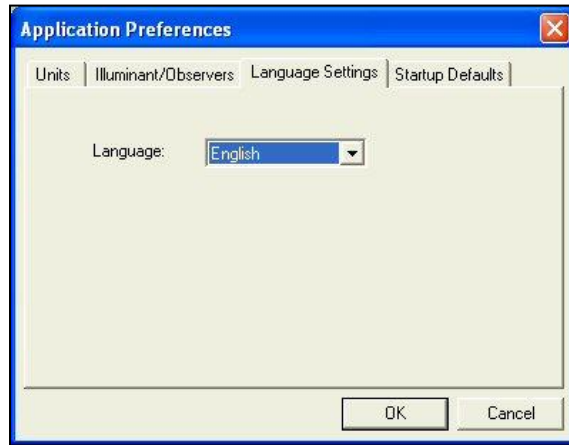 Application Preferences
Units Illuminant/Observers Language Settings Startup Defaults
Language: English
OK Cancel